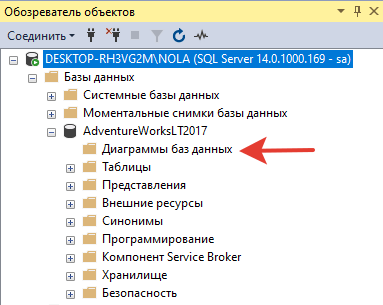 Обозреватель объектов
Соединить
DESKTOP-RH3VG2M\NOLA (SQL Server 14.0.1000.169 - sa)
Базы данных
Системные базы данных
Моментальные снимки базы данных
AdventureWorksLT2017
Диаграммы баз данных
Таблицы
Представления
Внешние ресурсы
Синонимы
Программирование
Компонент Service Broker
Хранилище
Безопасность